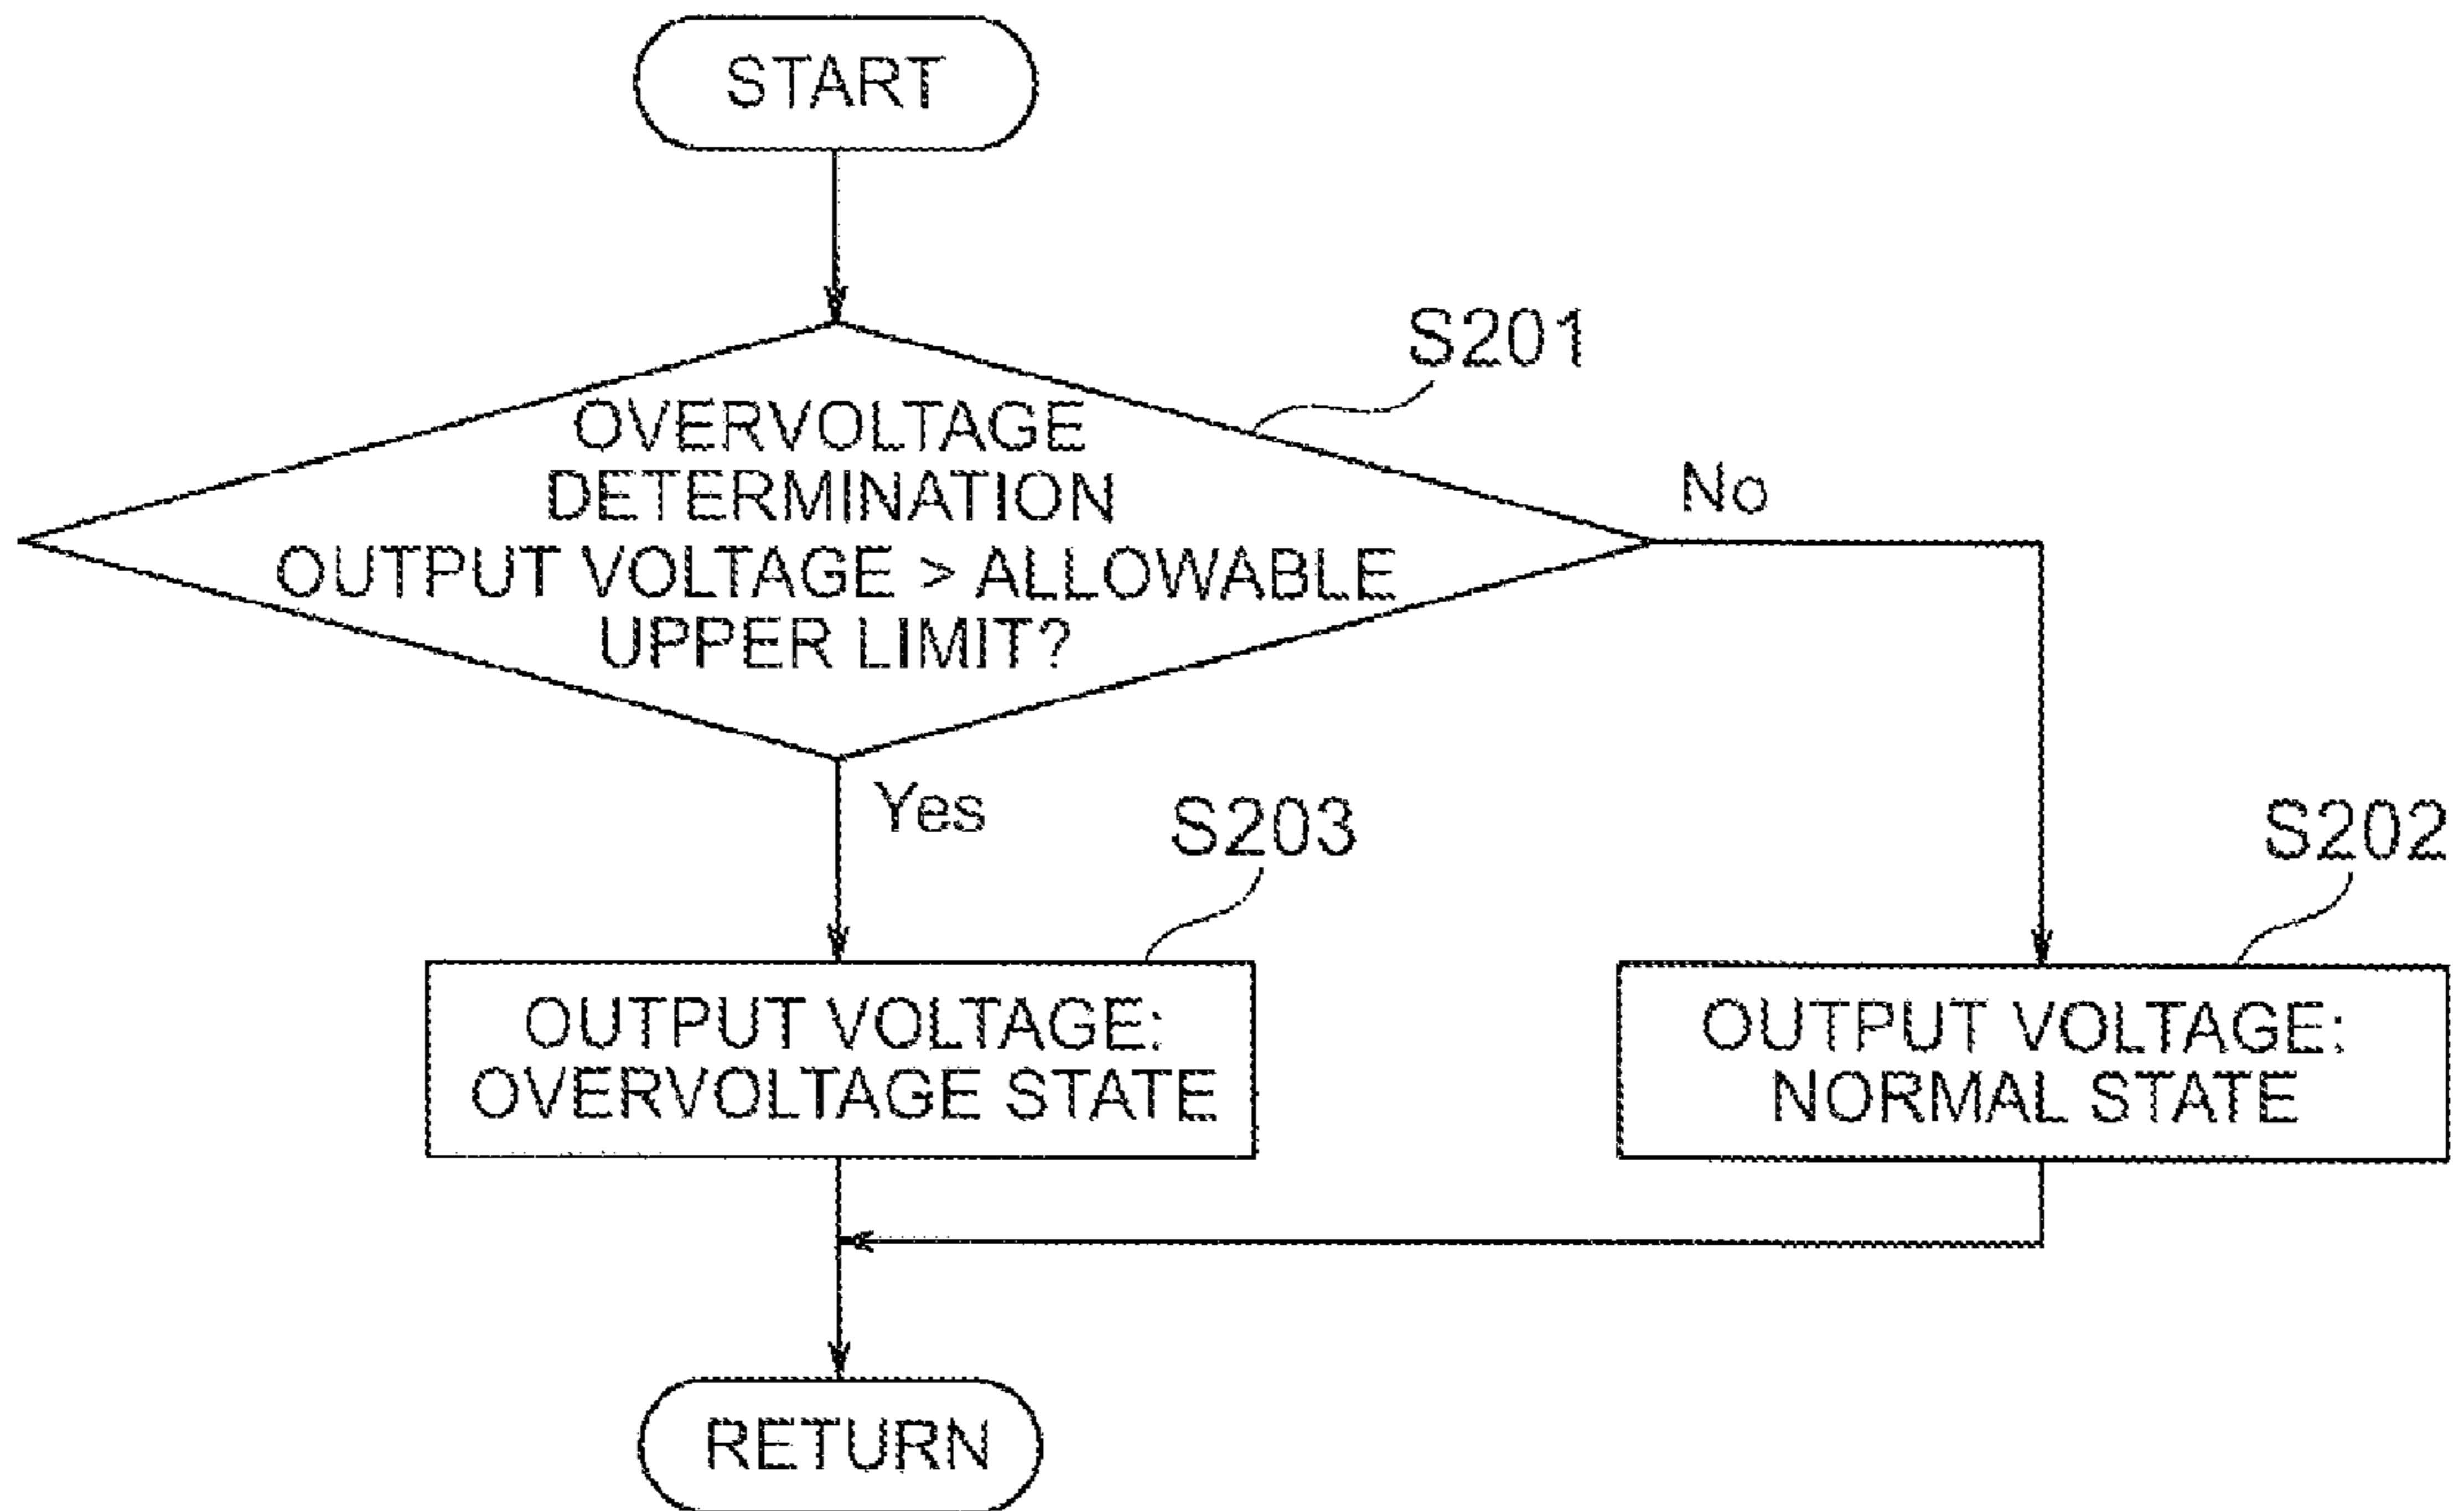 START
S201
OVERVOLTAGE
DETERMINATION
OUTPUT VOLTAGE > ALLOWABLE
UPPER LIMIT?
No
Yes
S203
S202
OUTPUT VOLTAGE:
OVERVOLTAGE STATE
OUTPUT VOLTAGE:
NORMAL STATE
RETURN